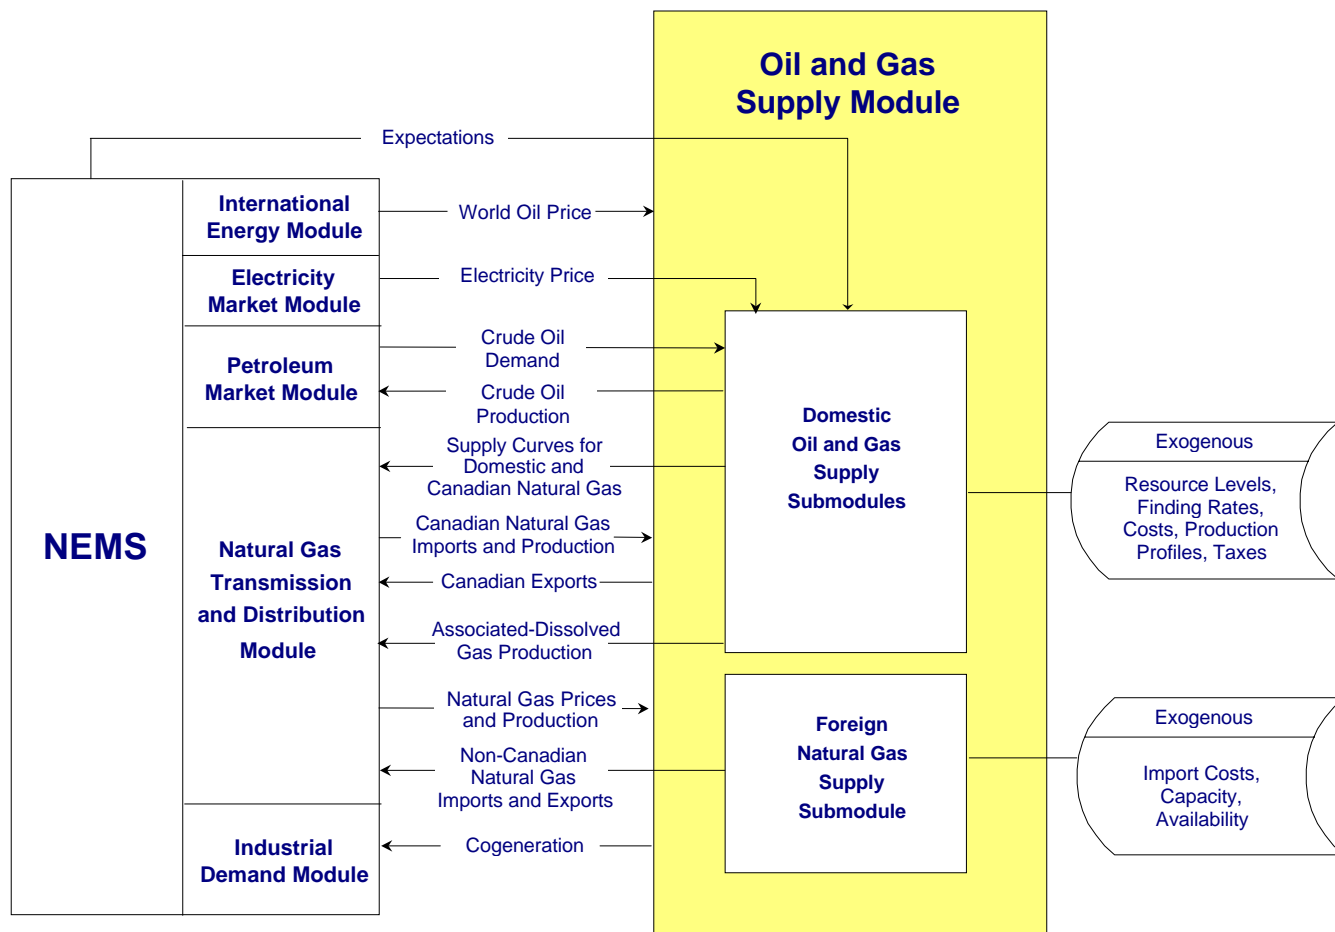 Oil and Gas
Supply Module
Expectations
International
Energy Module
World Oil Price
Electricity
Market Module
Electricity Price
Petroleum
Market Module
Crude Oil
Demand
Crude Oil
Production
Supply Curves for
Domestic and
Canadian Natural Gas
Canadian Natural Gas
Imports and Production
Canadian Exports
Associated-Dissolved
Gas Production
Natural Gas Prices
and Production
Non-Canadian
Natural Gas
Imports and Exports
Cogeneration
NEMS
Natural Gas
Transmission
and Distribution
Module
Industrial
Demand Module
Domestic
Oil and Gas
Supply
Submodules
Foreign
Natural Gas
Supply
Submodule
Exogenous
Resource Levels,
Finding Rates,
Costs, Production
Profiles, Taxes
Exogenous
Import Costs,
Capacity,
Availability